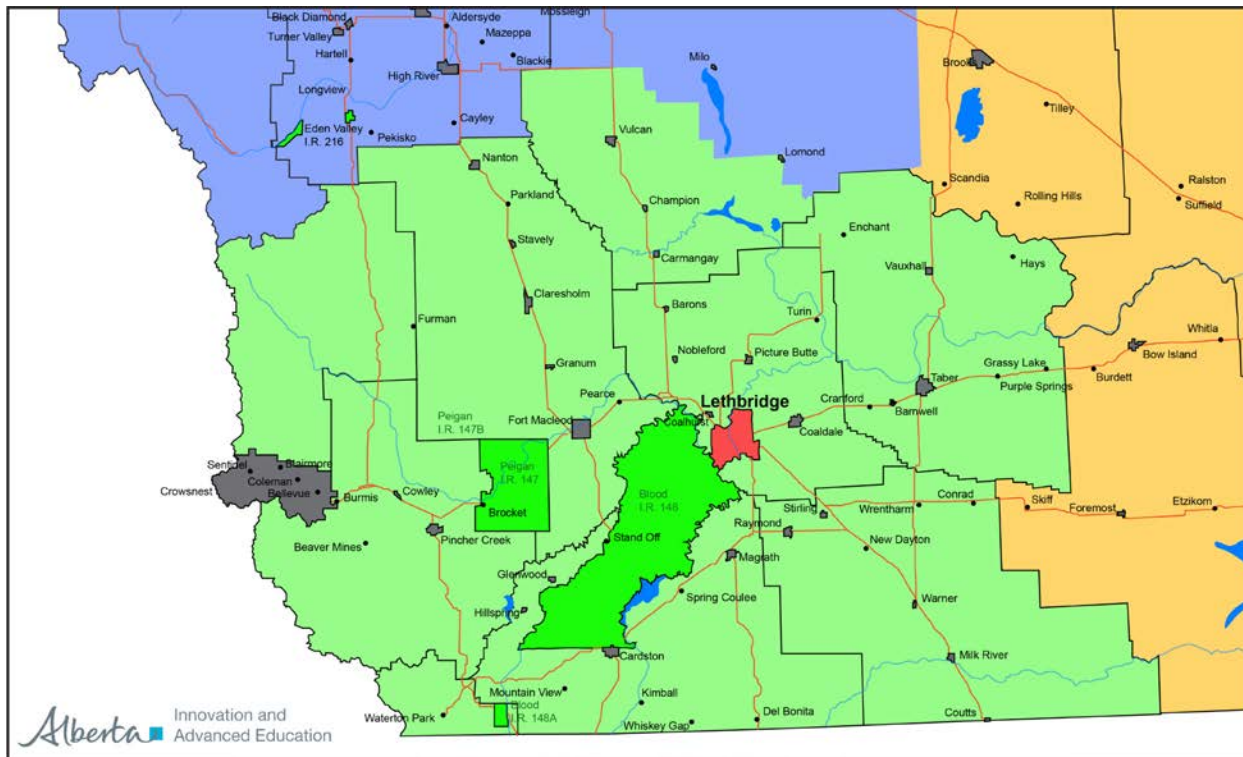 Black Diamond
Turner Valley
Hartell
Longview
Eden Valley
I.R. 216
Pekisko
Aldersyde
Mazeppa
Blackie
High River
Cayley
Mossleigh
Milo
Lomond
Vulcan
Champion
Carmangay
Nanton
Parkland
Stavely
Claresholm
Furman
Granum
Barons
Nobleford
Picture Butte
Turin
Enchant
Vauxhall
Hays
Scandia
Rolling Hills
Tilley
Ralston
Suffield
Whitla
Bow Island
Burdett
Grassy Lake
Purple Springs
Taber
Barnwell
Cranford
Coaldale
Lethbridge
Coalhurst
Pearce
Fort Macleod
Peigan
I.R. 147B
Peigan
I.R. 147
Brocket
Sentinel
Blairmore
Coleman
Bellevue
Crowsnest
Burmis
Cowley
Pincher Creek
Beaver Mines
Blood
I.R. 148
Stand Off
Glenwood
Hillspring
Cardston
Mountain View
Blood
I.R. 148A
Waterton Park
Kimball
Whiskey Gap
Del Bonita
Spring Coulee
Magrath
Raymond
Stirling
Wrentham
Conrad
New Dayton
Warner
Milk River
Coutts
Skiff
Foremost
Etzikom
Alberta
Innovation and
Advanced Education